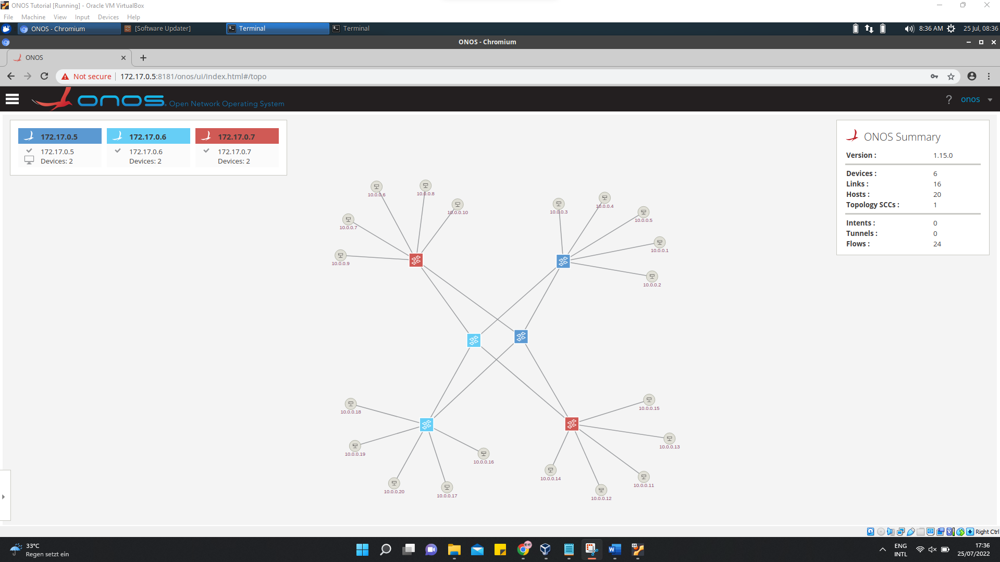 ONOS Tutorial [Running] - Oracle VM VirtualBox
File Machine View Input Devices Help
ONOS - Chromium [Software Updater] Terminal Terminal 8:36 AM 25 Jul, 08:36
ONOS - Chromium
ONOS
Not secure 172.17.0.5:8181/onos/ui/index.html#/topo
onos Open Network Operating System ? onos
172.17.0.5 172.17.0.6 172.17.0.7
172.17.0.5 172.17.0.6 172.17.0.7
Devices: 2 Devices: 2 Devices: 2
ONOS Summary
Version : 1.15.0
Devices : 6
Links : 16
Hosts : 20
Topology SCCs : 1
Intents : 0
Tunnels : 0
Flows : 24
10.0.0.6
10.0.0.8
10.0.0.10
10.0.0.7
10.0.0.9
10.0.0.3
10.0.0.4
10.0.0.5
10.0.0.1
10.0.0.2
10.0.0.18
10.0.0.19
10.0.0.16
10.0.0.20
10.0.0.17
10.0.0.15
10.0.0.13
10.0.0.14
10.0.0.11
10.0.0.12
Right Ctrl
33°C
Regen setzt ein
ENG
INTL
17:36
25/07/2022